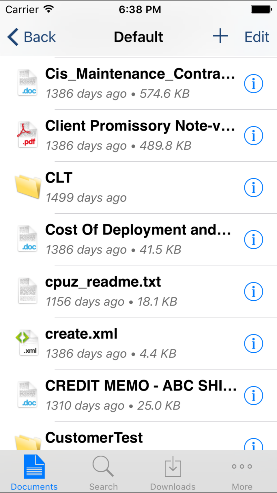 Carrier 6:38 PM
Back Default + Edit
Cis_Maintenance_Contra...
1386 days ago • 574.6 KB
.doc
Client Promissory Note-v...
1386 days ago • 489.8 KB
.pdf
CLT
1499 days ago
Cost Of Deployment and...
1386 days ago • 41.5 KB
.doc
cpuz_readme.txt
1156 days ago • 18.1 KB
create.xml
1386 days ago • 4.4 KB
.xml
CREDIT MEMO - ABC SHI...
1310 days ago • 25.0 KB
.doc
CustomerTest
Documents Search Downloads More